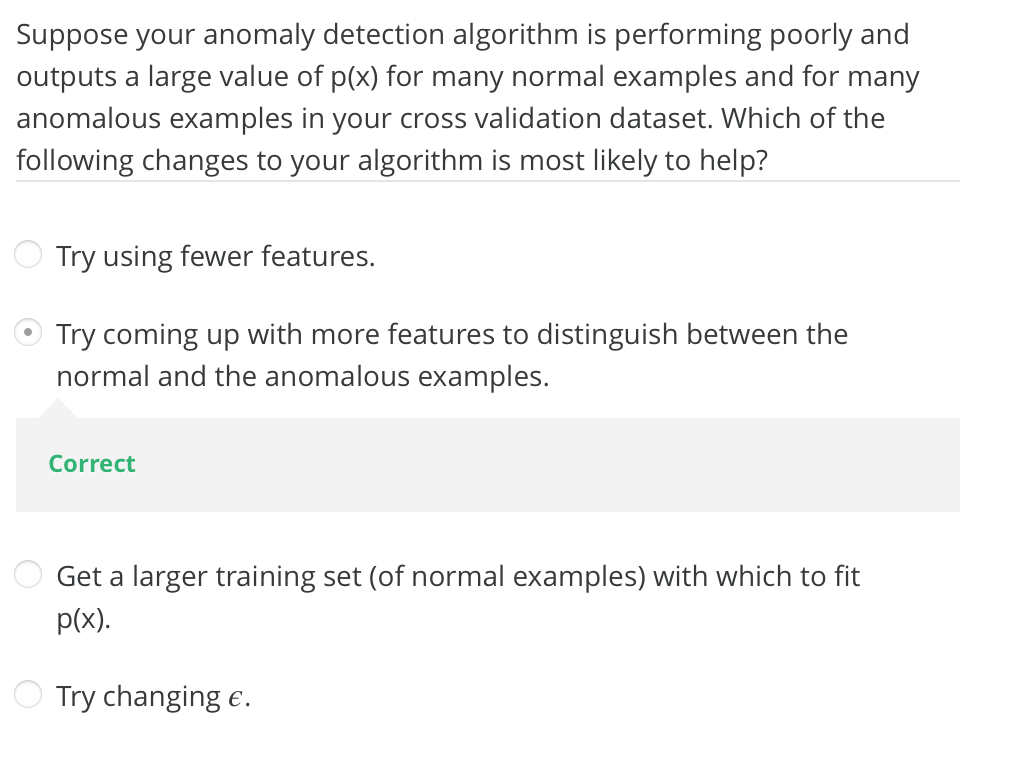 Suppose your anomaly detection algorithm is performing poorly and
outputs a large value of p(x) for many normal examples and for many
anomalous examples in your cross validation dataset. Which of the
following changes to your algorithm is most likely to help?
Try using fewer features.
Try coming up with more features to distinguish between the
normal and the anomalous examples.
Correct
Get a larger training set (of normal examples) with which to fit
p(x).
Try changing ϵ.